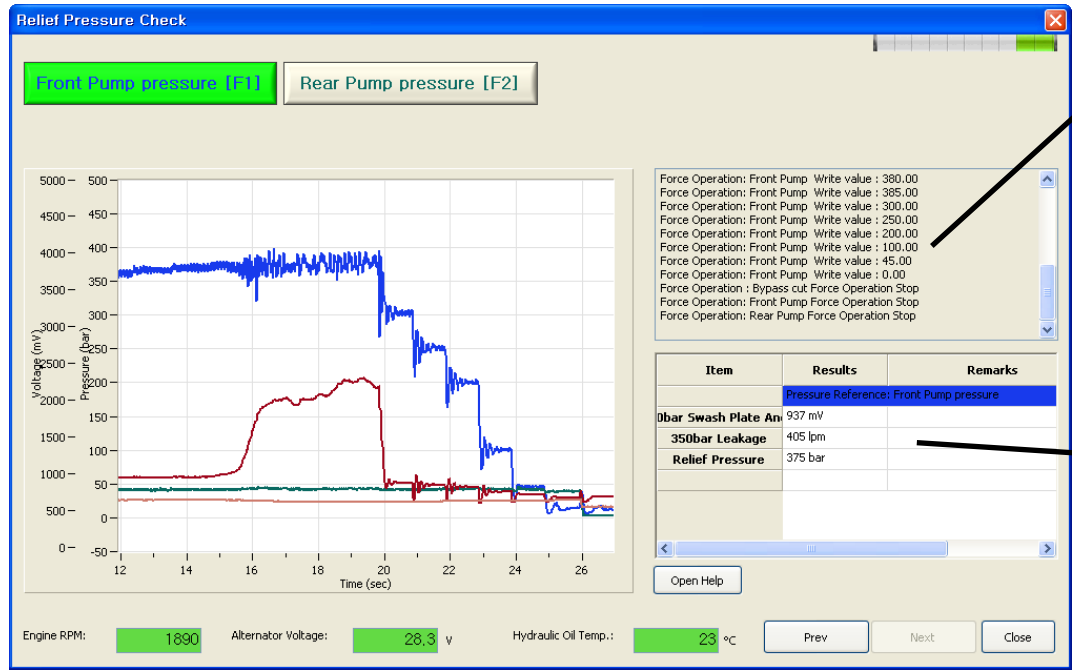 Relief Pressure Check
Front Pump pressure [F1]
Rear Pump pressure [F2]
Force Operation: Front Pump Write value : 380.00
Force Operation: Front Pump Write value : 385.00
Force Operation: Front Pump Write value : 300.00
Force Operation: Front Pump Write value : 250.00
Force Operation: Front Pump Write value : 200.00
Force Operation: Front Pump Write value : 100.00
Force Operation: Front Pump Write value : 45.00
Force Operation: Front Pump Write value : 0.00
Force Operation : Bypass cut Force Operation Stop
Force Operation: Front Pump Force Operation Stop
Force Operation: Rear Pump Force Operation Stop
5000 500
4500 450
4000 400
3500 350
3000 300
2500 250
2000 200
150
1500 100
1000 50
500 0
0 -50
Voltage (mV)
Pressure (bar)
12 14 16 18 20 22 24 26
Time (sec)
Item Results Remarks
Pressure Reference: Front Pump pressure
0bar Swash Plate An 937 mV
350bar Leakage 405 lpm
Relief Pressure 375 bar
Open Help
Engine RPM: 1890 Alternator Voltage: 28,3 V Hydraulic Oil Temp.: 23 °C
Prev Next Close